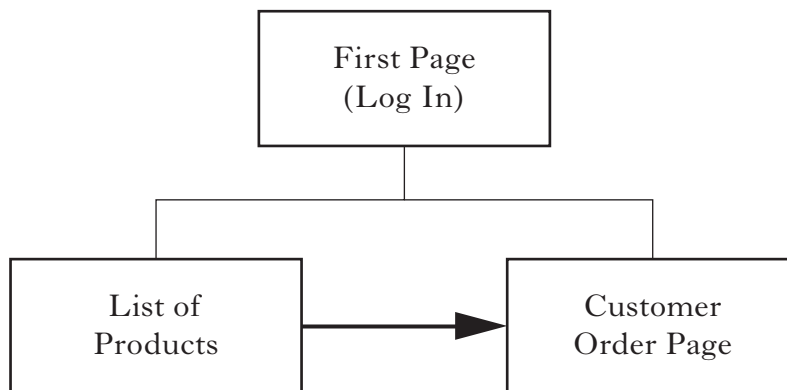 First Page
(Log In)
List of
Products
Customer
Order Page